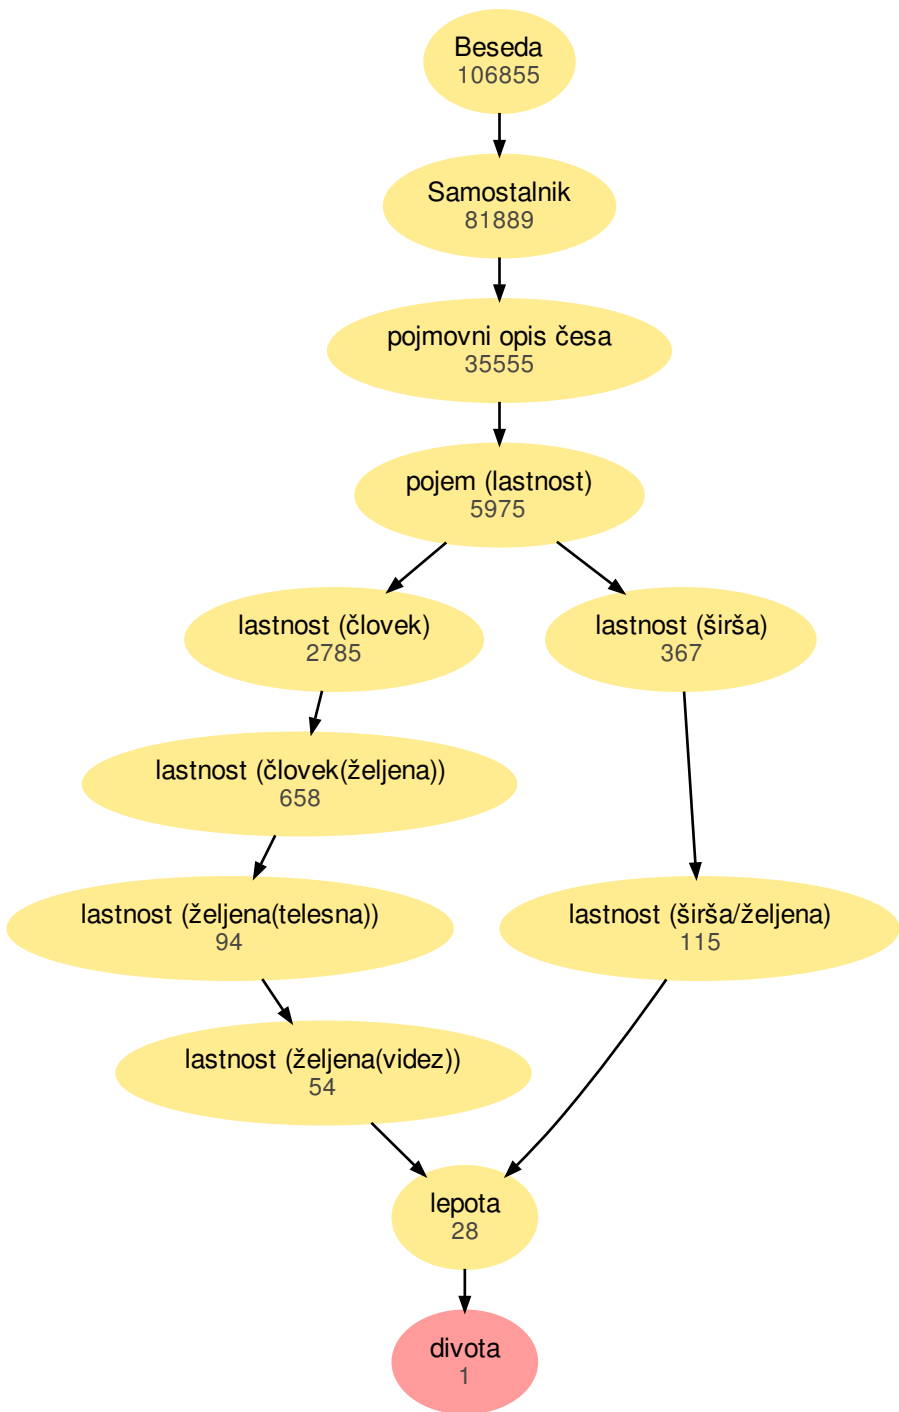 Beseda
106855
Samostalnik
81889
pojmovni opis česa
35555
pojem (lastnost)
5975
lastnost (človek)
2785
lastnost (širša)
367
lastnost (človek(željena))
658
lastnost (željena(telesna))
94
lastnost (širša/željena)
115
lastnost (željena(videz))
54
lepota
28
divota
1